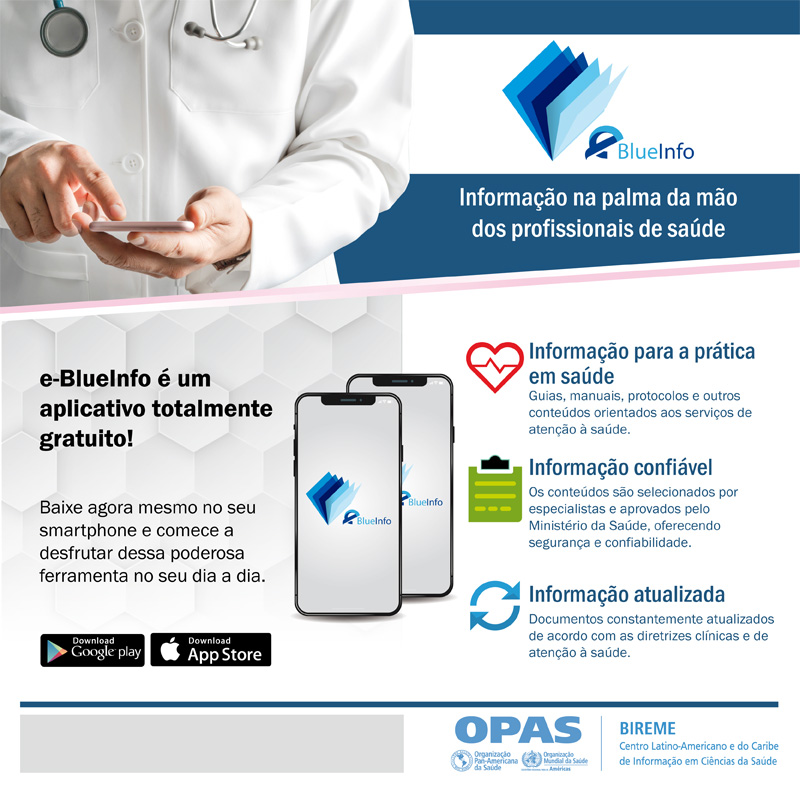 e BlueInfo
Informação na palma da mão
dos profissionais de saúde
e-BlueInfo é um
aplicativo totalmente
gratuito!
Baixe agora mesmo no seu
smartphone e comece a
desfrutar dessa poderosa
ferramenta no seu dia a dia.
Download
Google play
Download
App Store
e BlueInfo
e BlueInfo
Informação para a prática
em saúde
Guias, manuais, protocolos e outros
conteúdos orientados aos serviços de
atenção à saúde.
Informação confiável
Os conteúdos são selecionados por
especialistas e aprovados pelo
Ministério da Saúde, oferecendo
segurança e confiabilidade.
Informação atualizada
Documentos constantemente atualizados
de acordo com as diretrizes clínicas e de
atenção à saúde.
OPAS
Organização
Pan-Americana
da Saúde
Organização
Mundial da Saúde
Américas
BIREME
Centro Latino-Americano e do Caribe
de Informação em Ciências da Saúde